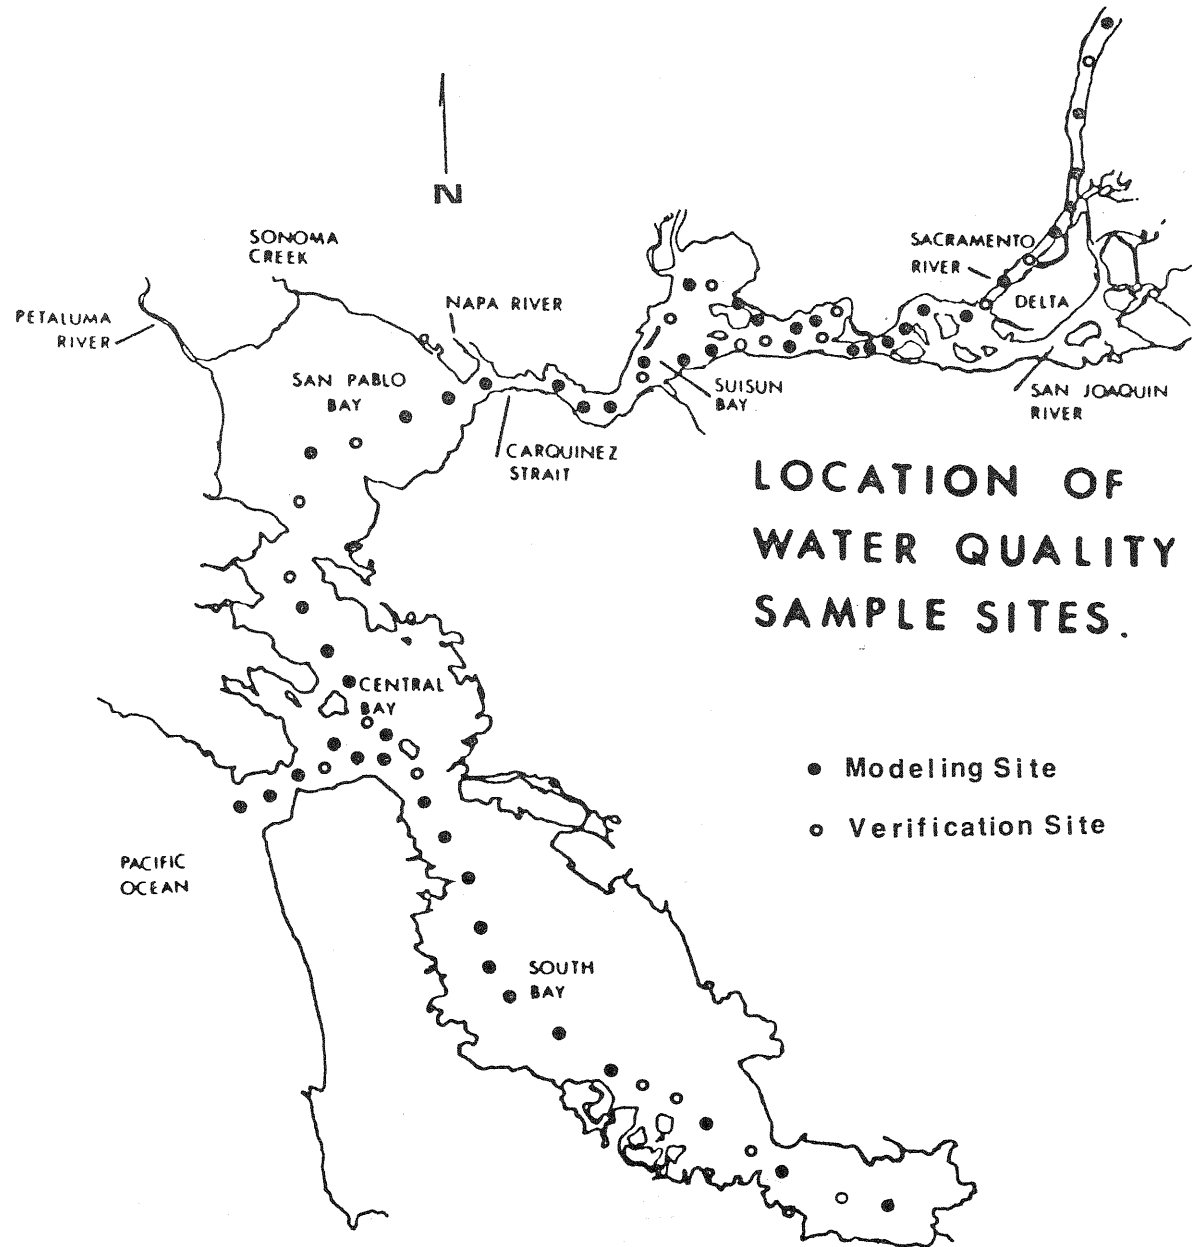 N
SONOMA
CREEK
PETALUMA
RIVER
NAPA RIVER
SACRAMENTO
RIVER
DELTA
SAN PABLO
BAY
SUISUN
BAY
SAN JOAQUIN
RIVER
CARQUINEZ
STRAIT
LOCATION OF
WATER QUALITY
SAMPLE SITES.
CENTRAL
BAY
Modeling Site
Verification Site
PACIFIC
OCEAN
SOUTH
BAY